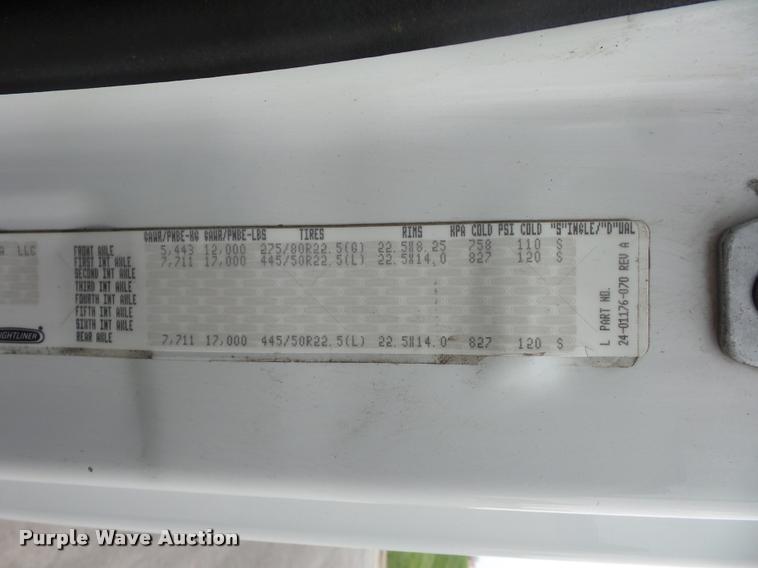 GAWR/PNBE-KG GAWR/PNBE-LBS TIRES RIMS KPA COLD PSI COLD "S"INGLE/"D"UAL
FRONT AXLE 5,443 12,000 275/80R22.5(G) 22.5X8.25 758 110 S
FIRST INT AXLE 7,711 17,000 445/50R22.5(L) 22.5X14.0 827 120 S
SECOND INT AXLE
THIRD INT AXLE
FOURTH INT AXLE
FIFTH INT AXLE
SIXTH INT AXLE
REAR AXLE 7,711 17,000 445/50R22.5(L) 22.5X14.0 827 120 S
LLC
L PART NO.
24-01176-070 REV A
Purple Wave Auction